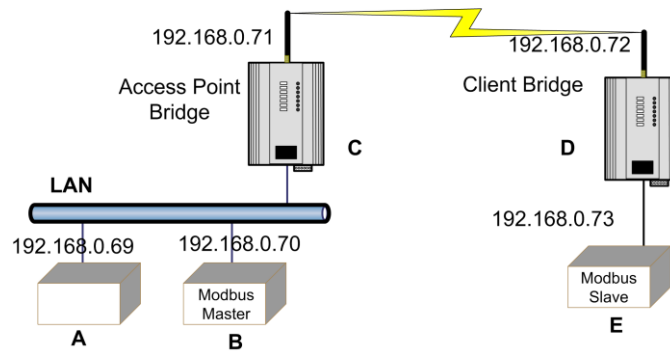 192.168.0.71
192.168.0.72
Access Point
Bridge
Client Bridge
C
D
LAN
192.168.0.69
192.168.0.70
192.168.0.73
Modbus
Master
Modbus
Slave
A
B
E